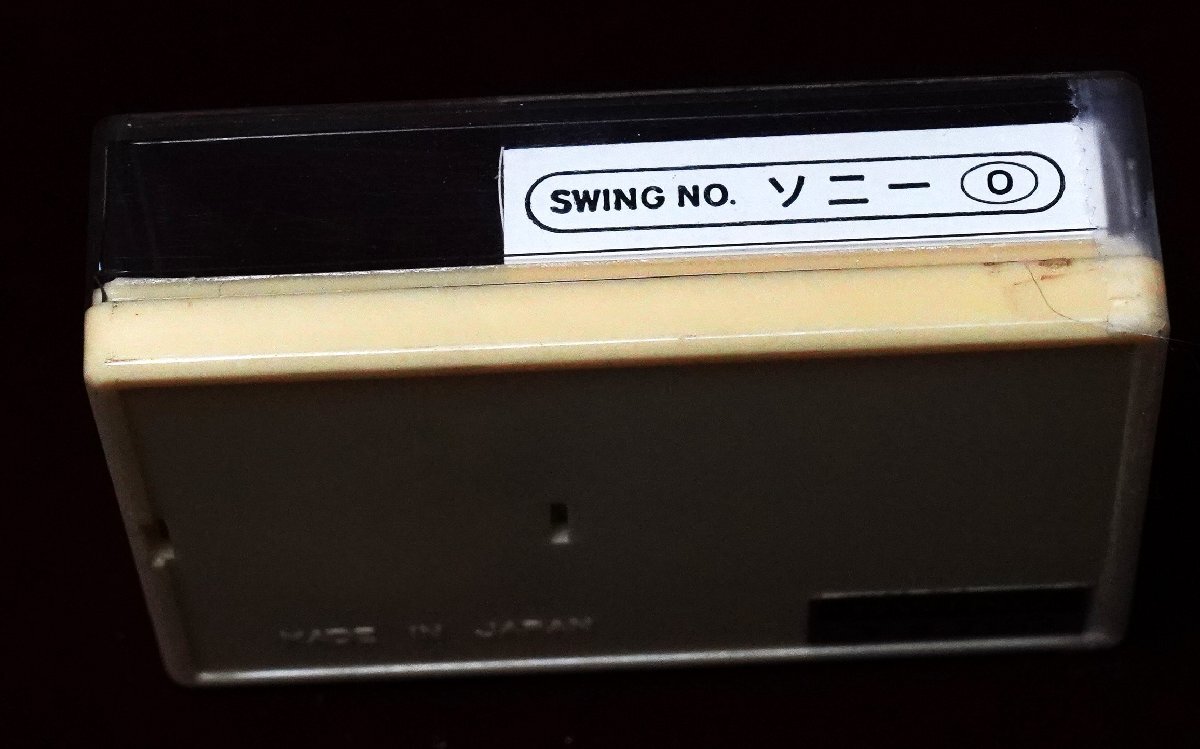 SWING NO. ソニー O
MADE IN JAPAN